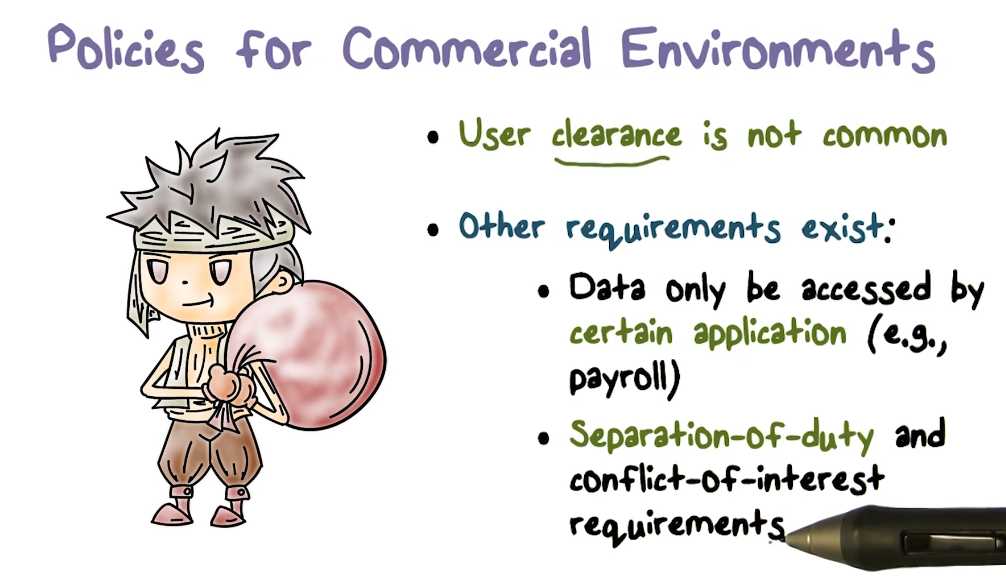 Policies for Commercial Environments
• User clearance is not common
• Other requirements exist:
• Data only be accessed by
certain application (e.g.,
payroll)
• Separation-of-duty and
conflict-of-interest
requirements